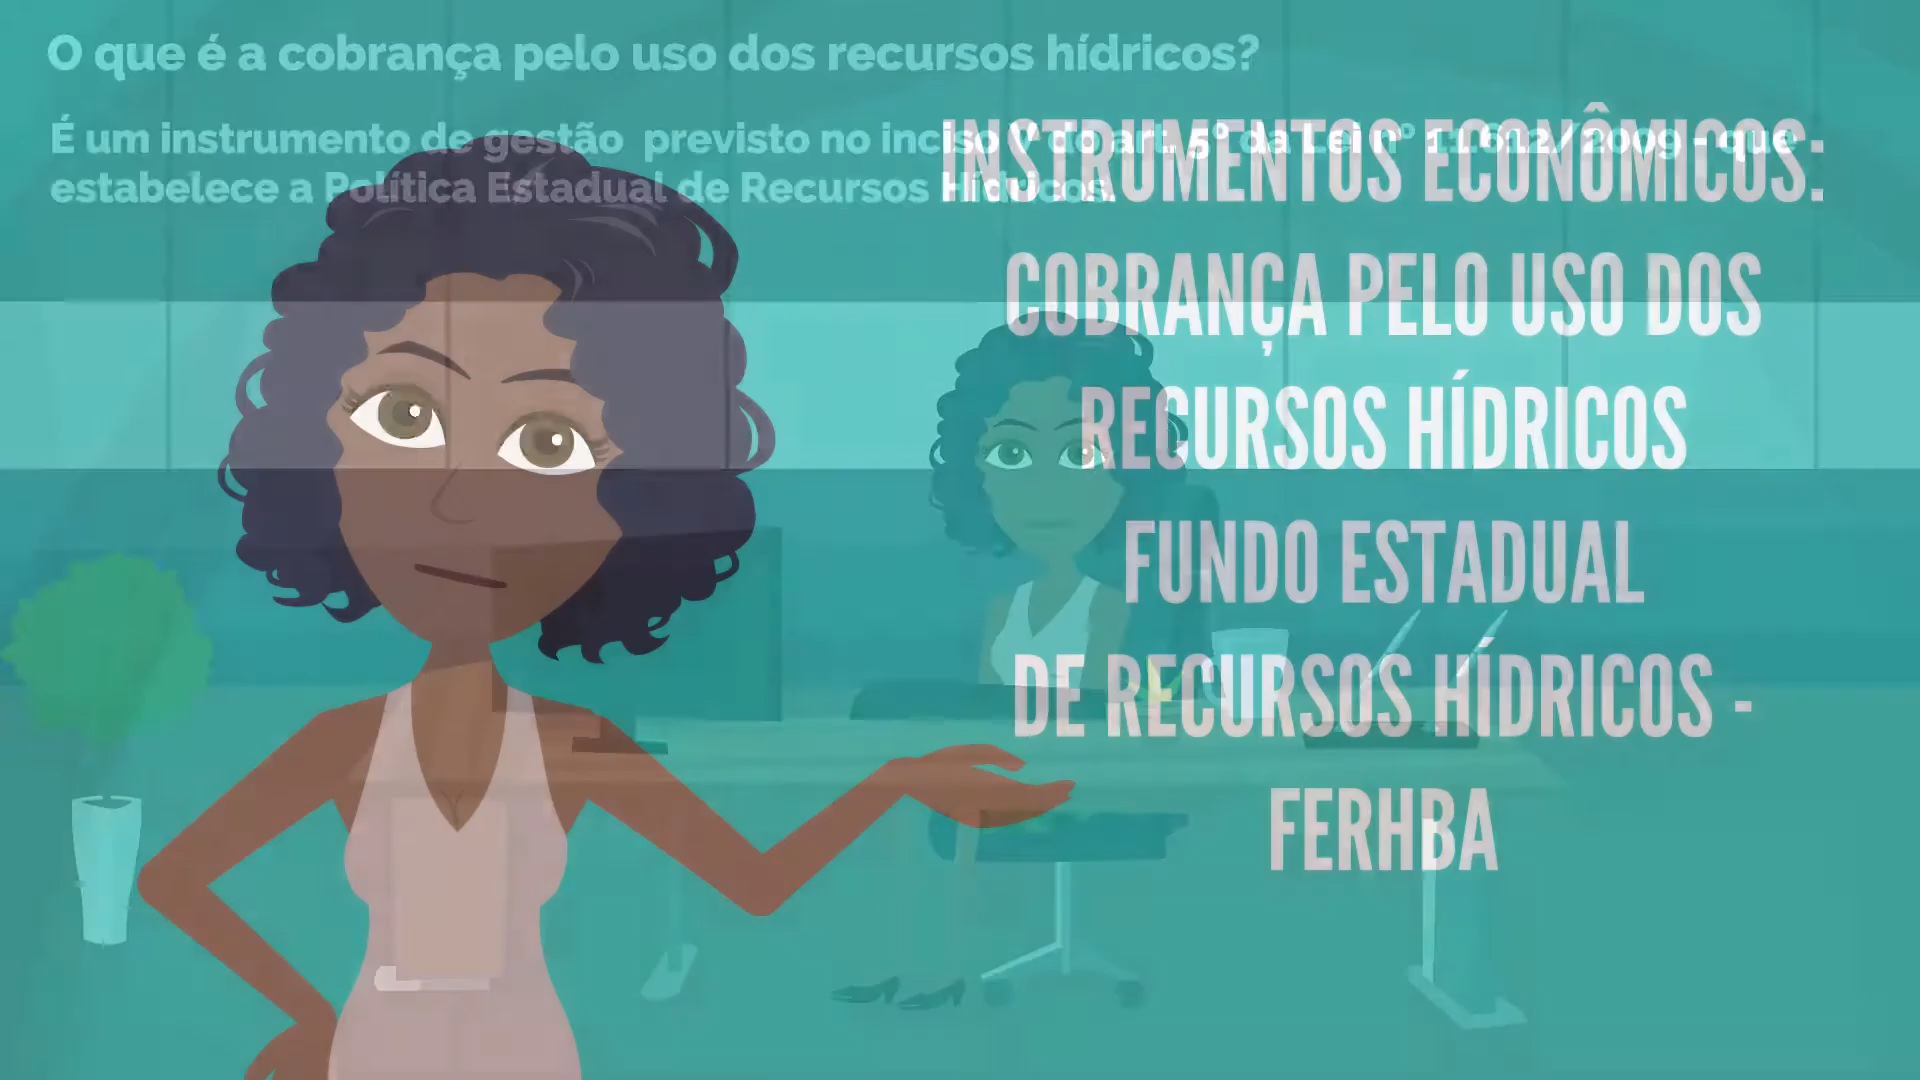 O que é a cobrança pelo uso dos recursos hídricos?
É um instrumento de gestão previsto no inciso V do art. 5º da Lei nº 11.612/2009 - que
estabelece a Política Estadual de Recursos Hídricos.
INSTRUMENTOS ECONÔMICOS:
COBRANÇA PELO USO DOS
RECURSOS HÍDRICOS
FUNDO ESTADUAL
DE RECURSOS HÍDRICOS -
FERHBA